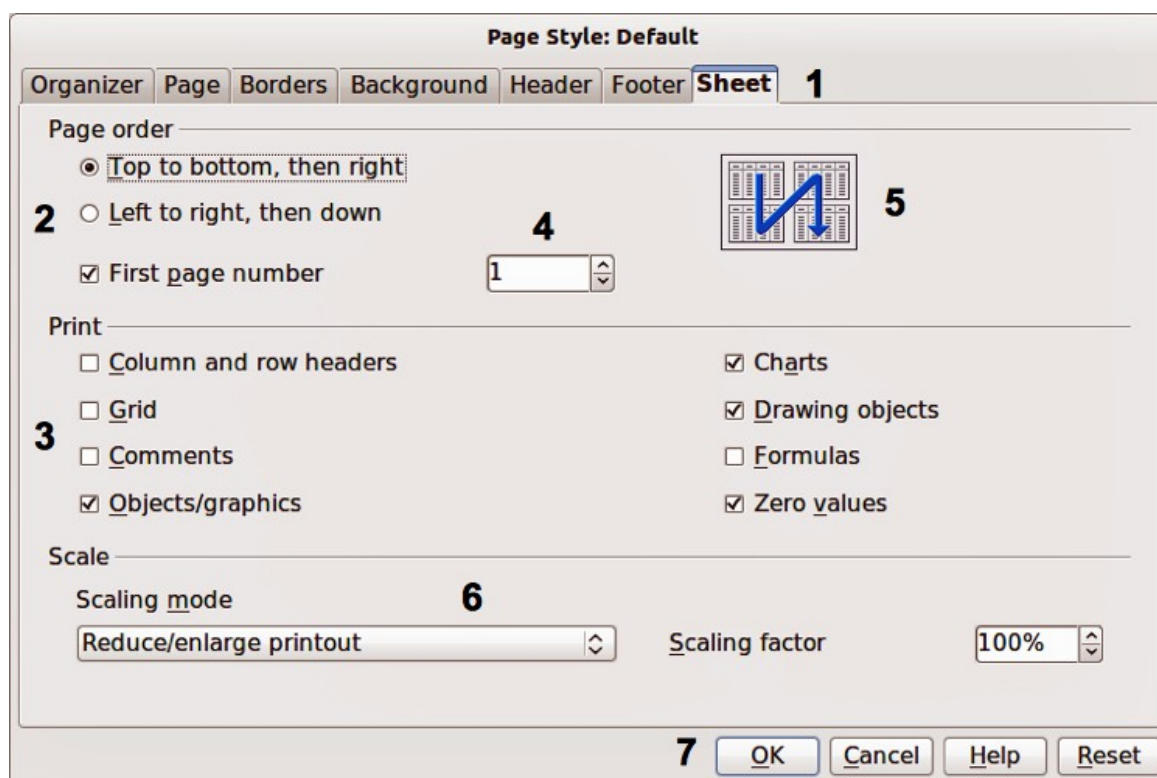 Page Style: Default
Organizer Page Borders Background Header Footer Sheet 1
Page order
Top to bottom, then right
2 Left to right, then down 4 5
First page number 1
Print
Column and row headers Charts
Grid Drawing objects
3 Comments Formulas
Objects/graphics Zero values
Scale
Scaling mode 6
Reduce/enlarge printout Scaling factor 100%
7 OK Cancel Help Reset